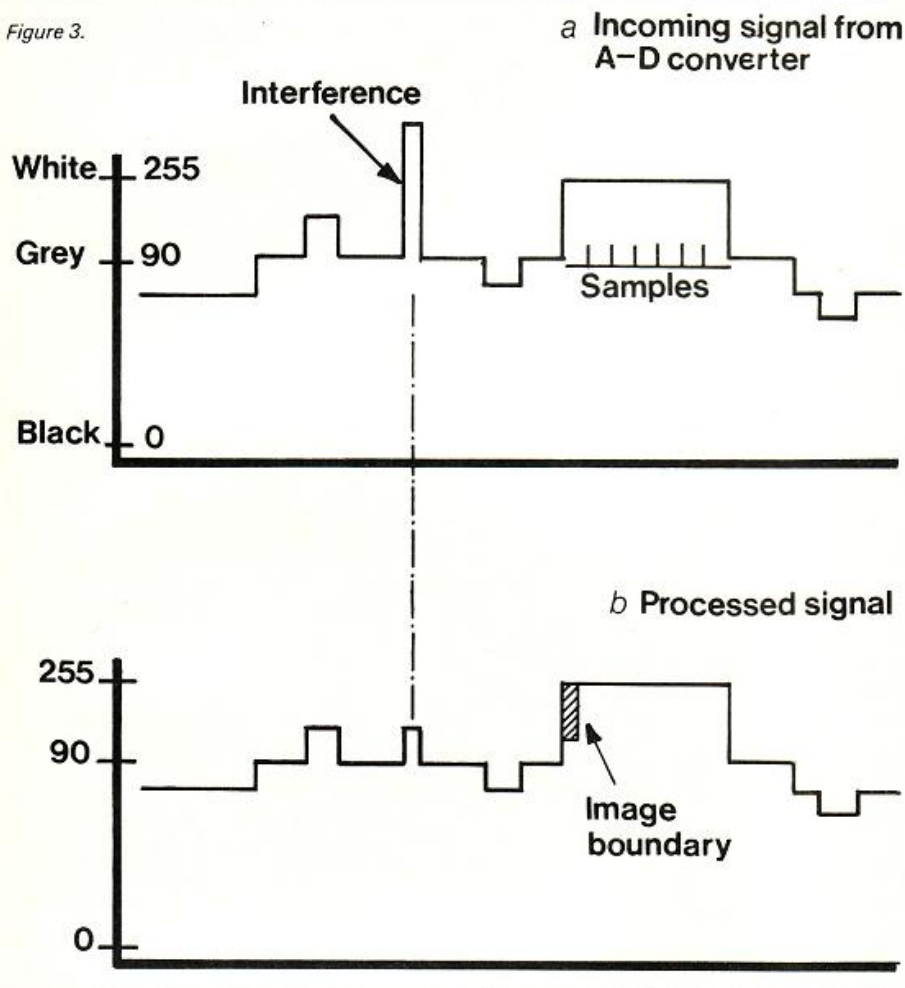 Figure 3.
a Incoming signal from
A-D converter
Interference
White 255
Grey 90
Samples
Black 0
b Processed signal
255
90
Image
boundary
0